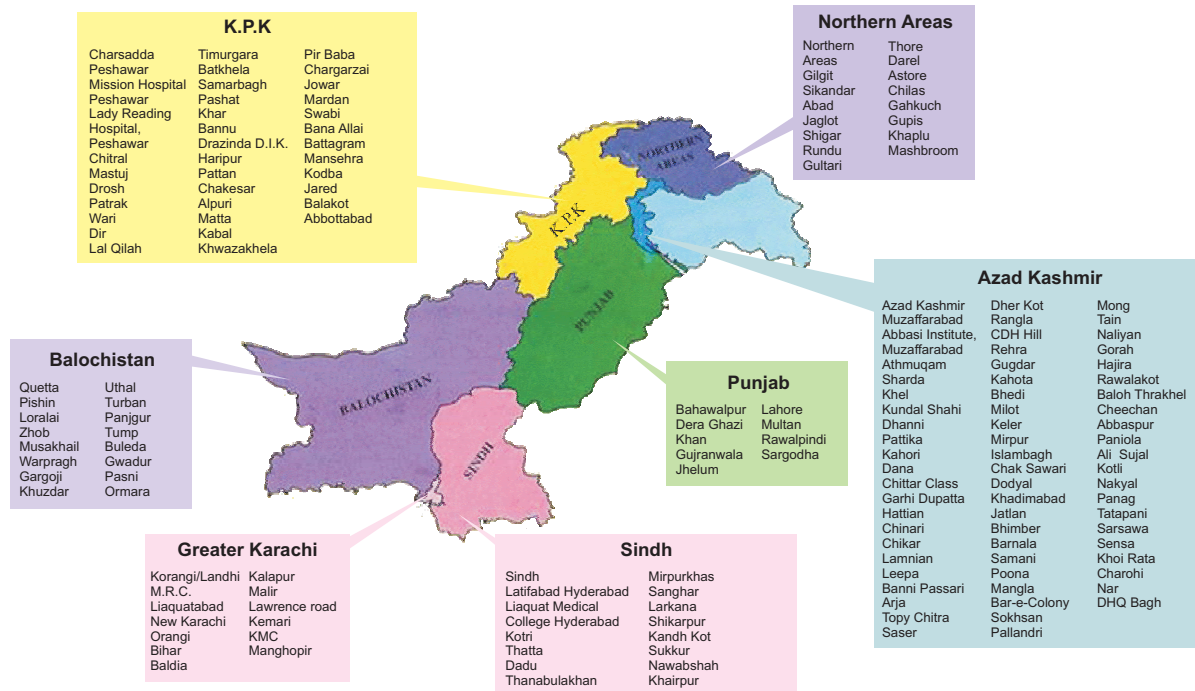 K.P.K
Charsadda
Peshawar
Mission Hospital
Peshawar
Lady Reading
Hospital,
Peshawar
Chitral
Mastuj
Drosh
Patrak
Wari
Dir
Lal Qilah
Timurgara
Batkhela
Samarbagh
Pashat
Khar
Bannu
Drazinda D.I.K.
Haripur
Pattan
Chakesar
Alpuri
Matta
Kabal
Khwazakhela
Pir Baba
Chargarzai
Jowar
Mardan
Swabi
Bana Allai
Battagram
Mansehra
Kodba
Jared
Balakot
Abbottabad
Northern Areas
Northern
Areas
Gilgit
Sikandar
Abad
Jaglot
Shigar
Rundu
Gultari
Thore
Darel
Astore
Chilas
Gahkuch
Gupis
Khaplu
Mashbroom
NORTHERN
AREAS
K.P.K
PUNJAB
BALOCHISTAN
SINDH
Azad Kashmir
Azad Kashmir
Muzaffarabad
Abbasi Institute,
Muzaffarabad
Athmuqam
Sharda
Khel
Kundal Shahi
Dhanni
Pattika
Kahori
Dana
Chittar Class
Garhi Dupatta
Hattian
Chinari
Chikar
Lamnian
Leepa
Banni Passari
Arja
Topy Chitra
Saser
Dher Kot
Rangla
CDH Hill
Rehra
Gugdar
Kahota
Bhedi
Milot
Keler
Mirpur
Islambagh
Chak Sawari
Dodyal
Khadimabad
Jatlan
Bhimber
Barnala
Samani
Poona
Mangla
Bar-e-Colony
Sokhsan
Pallandri
Mong
Tain
Naliyan
Gorah
Hajira
Rawalakot
Baloh Thrakhel
Cheechan
Abbaspur
Paniola
Ali Sujal
Kotli
Nakyal
Panag
Tatapani
Sarsawa
Sensa
Khoi Rata
Charohi
Nar
DHQ Bagh
Balochistan
Quetta
Pishin
Loralai
Zhob
Musakhail
Warpragh
Gargoji
Khuzdar
Uthal
Turban
Panjgur
Tump
Buleda
Gwadur
Pasni
Ormara
Punjab
Bahawalpur
Dera Ghazi
Khan
Gujranwala
Jhelum
Lahore
Multan
Rawalpindi
Sargodha
Greater Karachi
Korangi/Landhi
M.R.C.
Liaquatabad
New Karachi
Orangi
Bihar
Baldia
Kalapur
Malir
Lawrence road
Kemari
KMC
Manghopir
Sindh
Sindh
Latifabad Hyderabad
Liaquat Medical
College Hyderabad
Kotri
Thatta
Dadu
Thanabulakhan
Mirpurkhas
Sanghar
Larkana
Shikarpur
Kandh Kot
Sukkur
Nawabshah
Khairpur